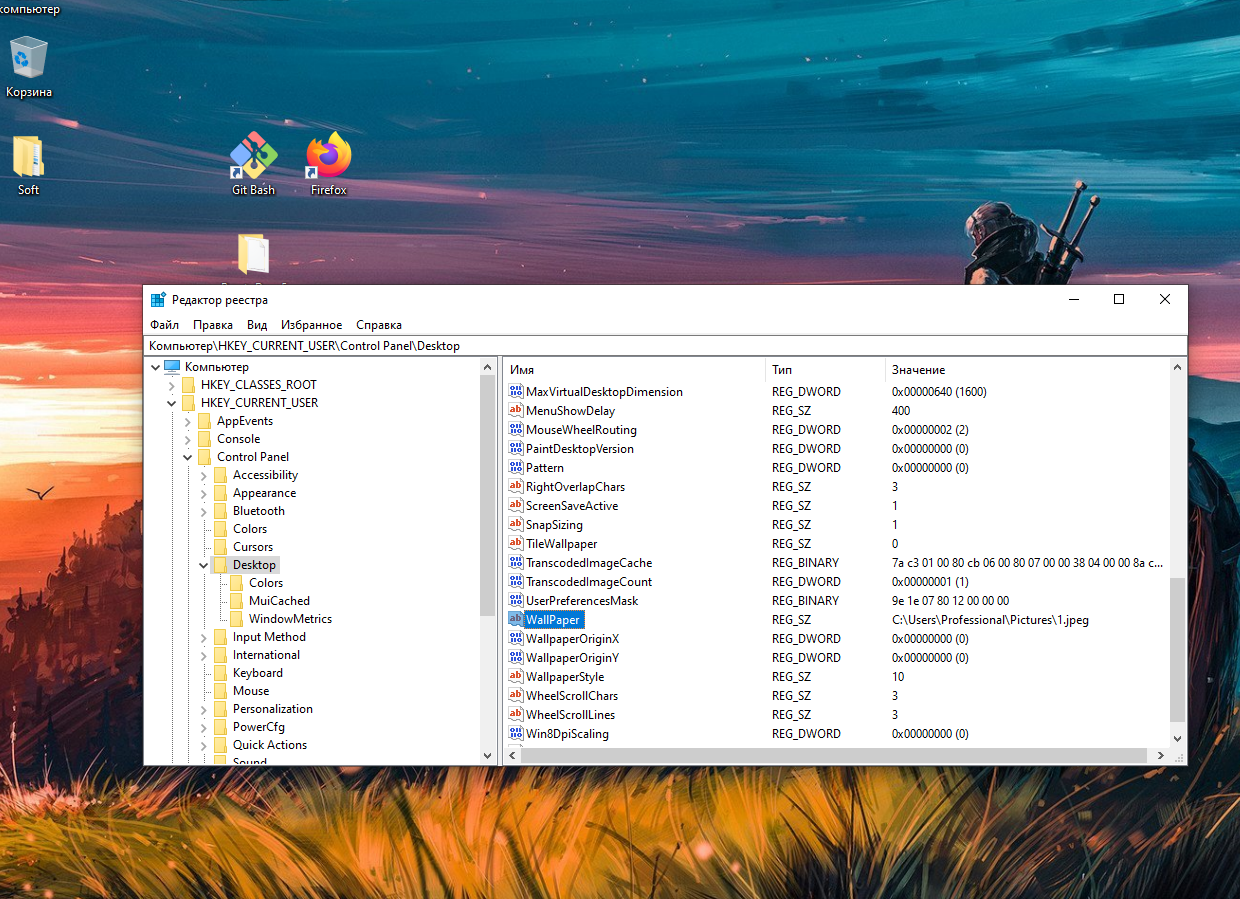 компьютер
Корзина
Soft
Git Bash
Firefox
Редактор реестра
Файл Правка Вид Избранное Справка
Компьютер\HKEY_CURRENT_USER\Control Panel\Desktop
Компьютер
HKEY_CLASSES_ROOT
HKEY_CURRENT_USER
AppEvents
Console
Control Panel
Accessibility
Appearance
Bluetooth
Colors
Cursors
Desktop
Colors
MuiCached
WindowMetrics
Input Method
International
Keyboard
Mouse
Personalization
PowerCfg
Quick Actions
Sound
Имя Тип Значение
MaxVirtualDesktopDimension REG_DWORD 0x00000640 (1600)
MenuShowDelay REG_SZ 400
MouseWheelRouting REG_DWORD 0x00000002 (2)
PaintDesktopVersion REG_DWORD 0x00000000 (0)
Pattern REG_DWORD 0x00000000 (0)
RightOverlapChars REG_SZ 3
ScreenSaveActive REG_SZ 1
SnapSizing REG_SZ 1
TileWallpaper REG_SZ 0
TranscodedImageCache REG_BINARY 7a c3 01 00 80 cb 06 00 80 07 00 00 38 04 00 00 8a c...
TranscodedImageCount REG_DWORD 0x00000001 (1)
UserPreferencesMask REG_BINARY 9e 1e 07 80 12 00 00 00
WallPaper REG_SZ C:\Users\Professional\Pictures\1.jpeg
WallpaperOriginX REG_DWORD 0x00000000 (0)
WallpaperOriginY REG_DWORD 0x00000000 (0)
WallpaperStyle REG_SZ 10
WheelScrollChars REG_SZ 3
WheelScrollLines REG_SZ 3
Win8DpiScaling REG_DWORD 0x00000000 (0)